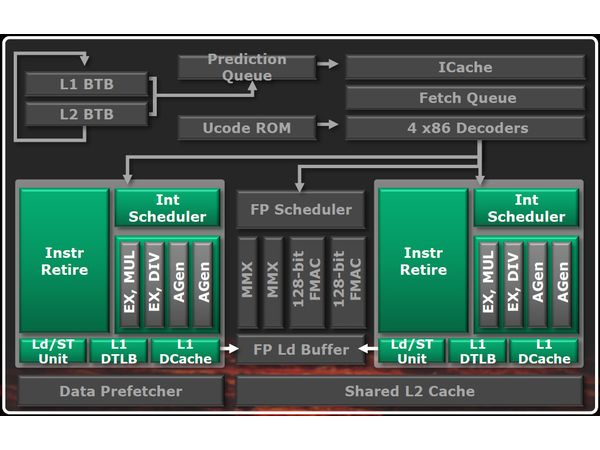 Prediction
Queue
ICache
L1 BTB
Fetch Queue
L2 BTB
Ucode ROM
4 x86 Decoders
Instr
Retire
Int
Scheduler
EX, MUL
EX, DIV
AGen
AGen
Ld/ST
Unit
L1
DTLB
L1
DCache
FP Scheduler
MMX
MMX
128-bit
FMAC
128-bit
FMAC
FP Ld Buffer
Instr
Retire
Int
Scheduler
EX, MUL
EX, DIV
AGen
AGen
Ld/ST
Unit
L1
DTLB
L1
DCache
Data Prefetcher
Shared L2 Cache